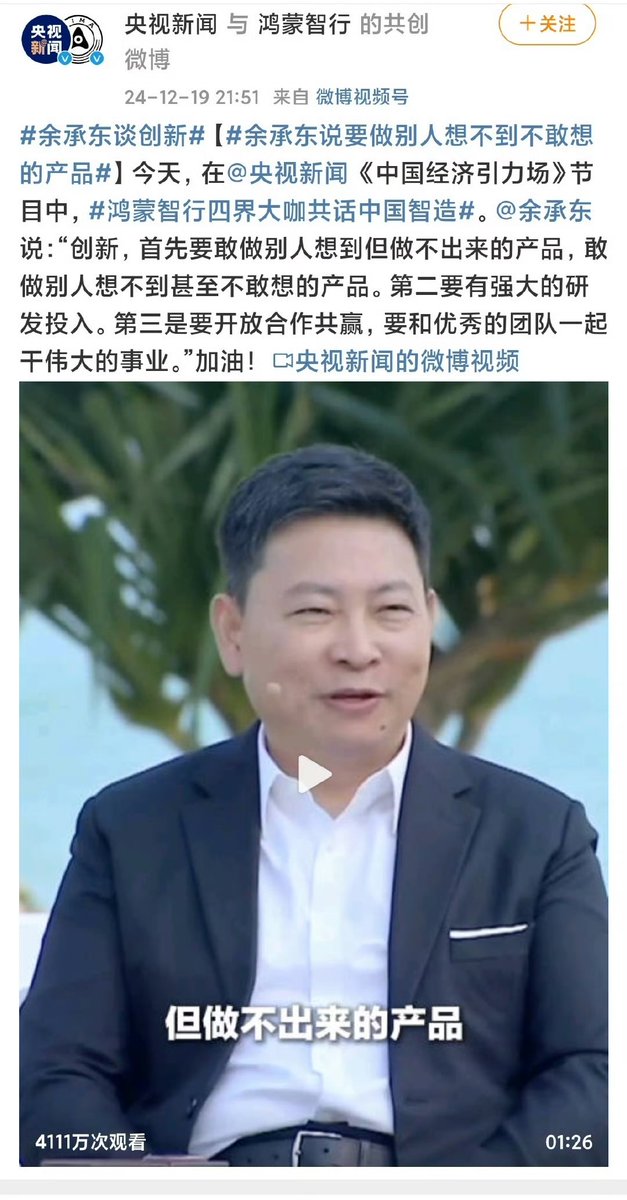 央视新闻 与 鸿蒙智行 的共创
微博
+关注
24-12-19 21:51 来自 微博视频号
#余承东谈创新#【#余承东说要做别人想不到不敢想
的产品#】今天，在@央视新闻《中国经济引力场》节
目中，#鸿蒙智行四界大咖共话中国智造#。@余承东
说：“创新，首先要敢做别人想到但做不出来的产品，敢
做别人想不到甚至不敢想的产品。第二要有强大的研
发投入。第三是要开放合作共赢，要和优秀的团队一起
干伟大的事业。”加油！ 央视新闻的微博视频
但做不出来的产品
4111万次观看
01:26
央视
新闻